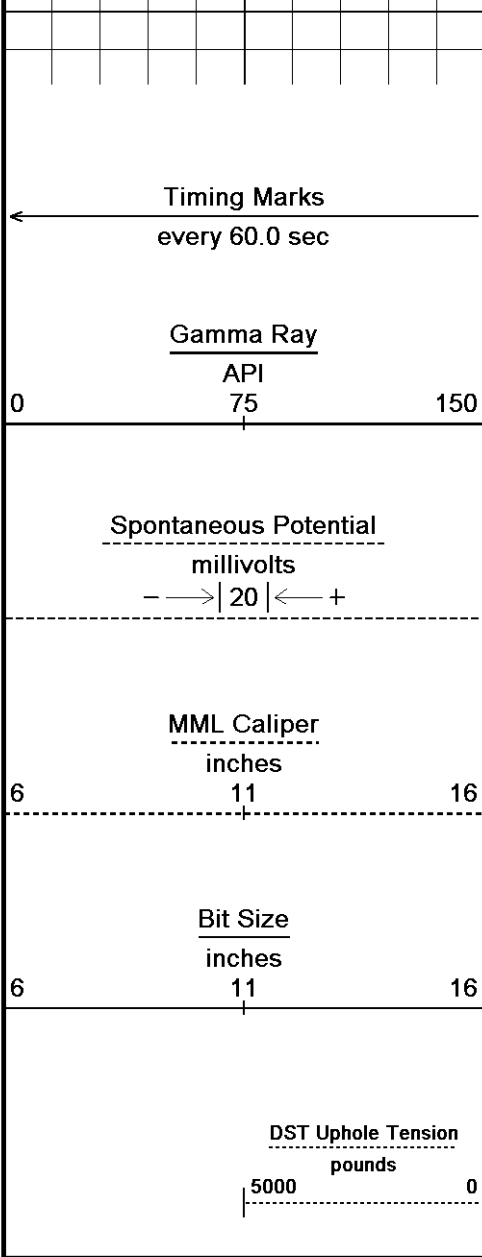 Timing Marks
every 60.0 sec
Gamma Ray
API
0 75 150
Spontaneous Potential
millivolts
− → | 20 | ← +
MML Caliper
inches
6 11 16
Bit Size
inches
6 11 16
DST Uphole Tension
pounds
5000 0